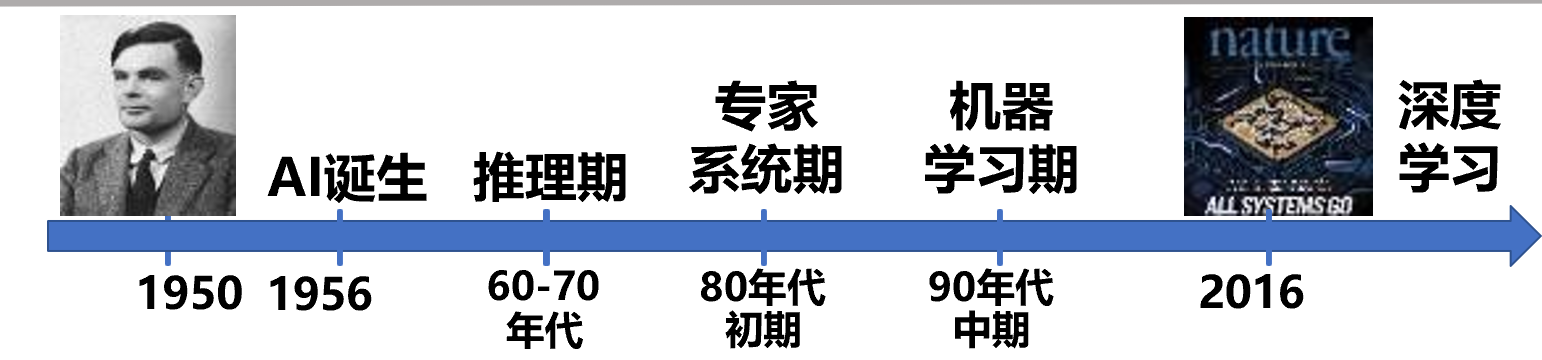 nature
ALL SYSTEMS GO
AI诞生
推理期
专家
系统期
机器
学习期
深度
学习
1950
1956
60-70
年代
80年代
初期
90年代
中期
2016